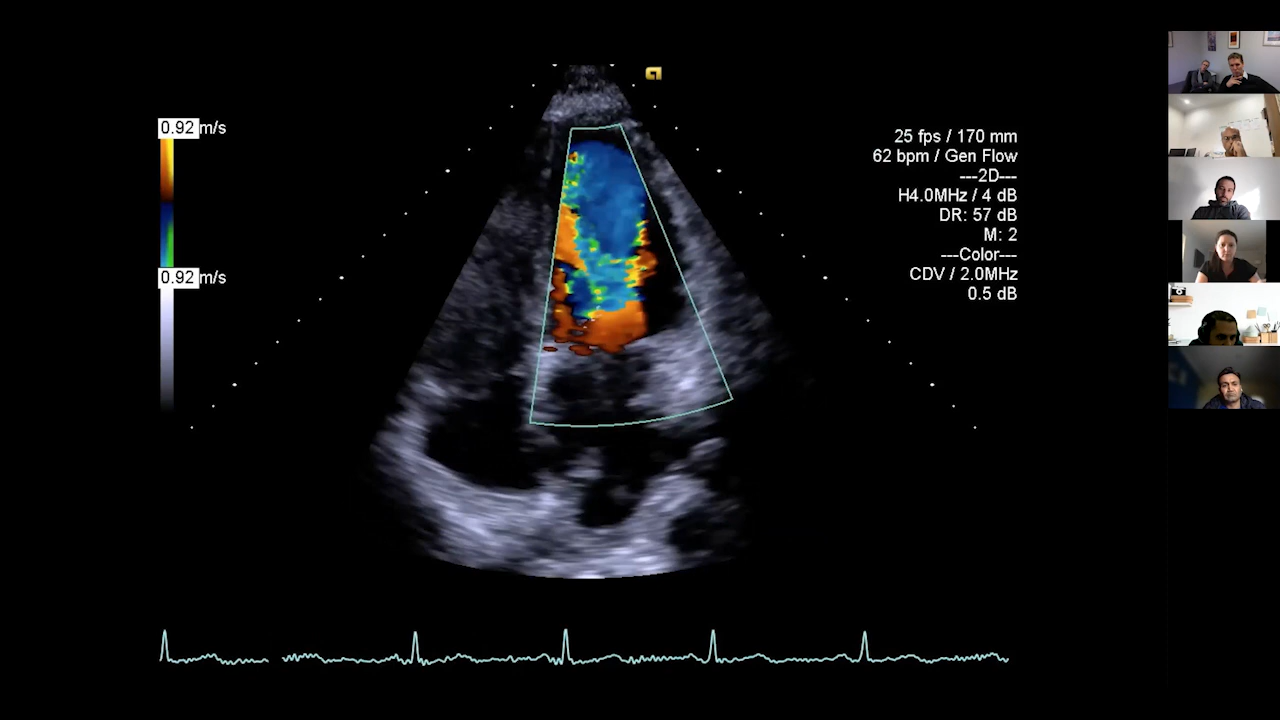 0.92 m/s
0.92 m/s
25 fps / 170 mm
62 bpm / Gen Flow
---2D---
H4.0MHz / 4 dB
DR: 57 dB
M: 2
---Color---
CDV / 2.0MHz
0.5 dB